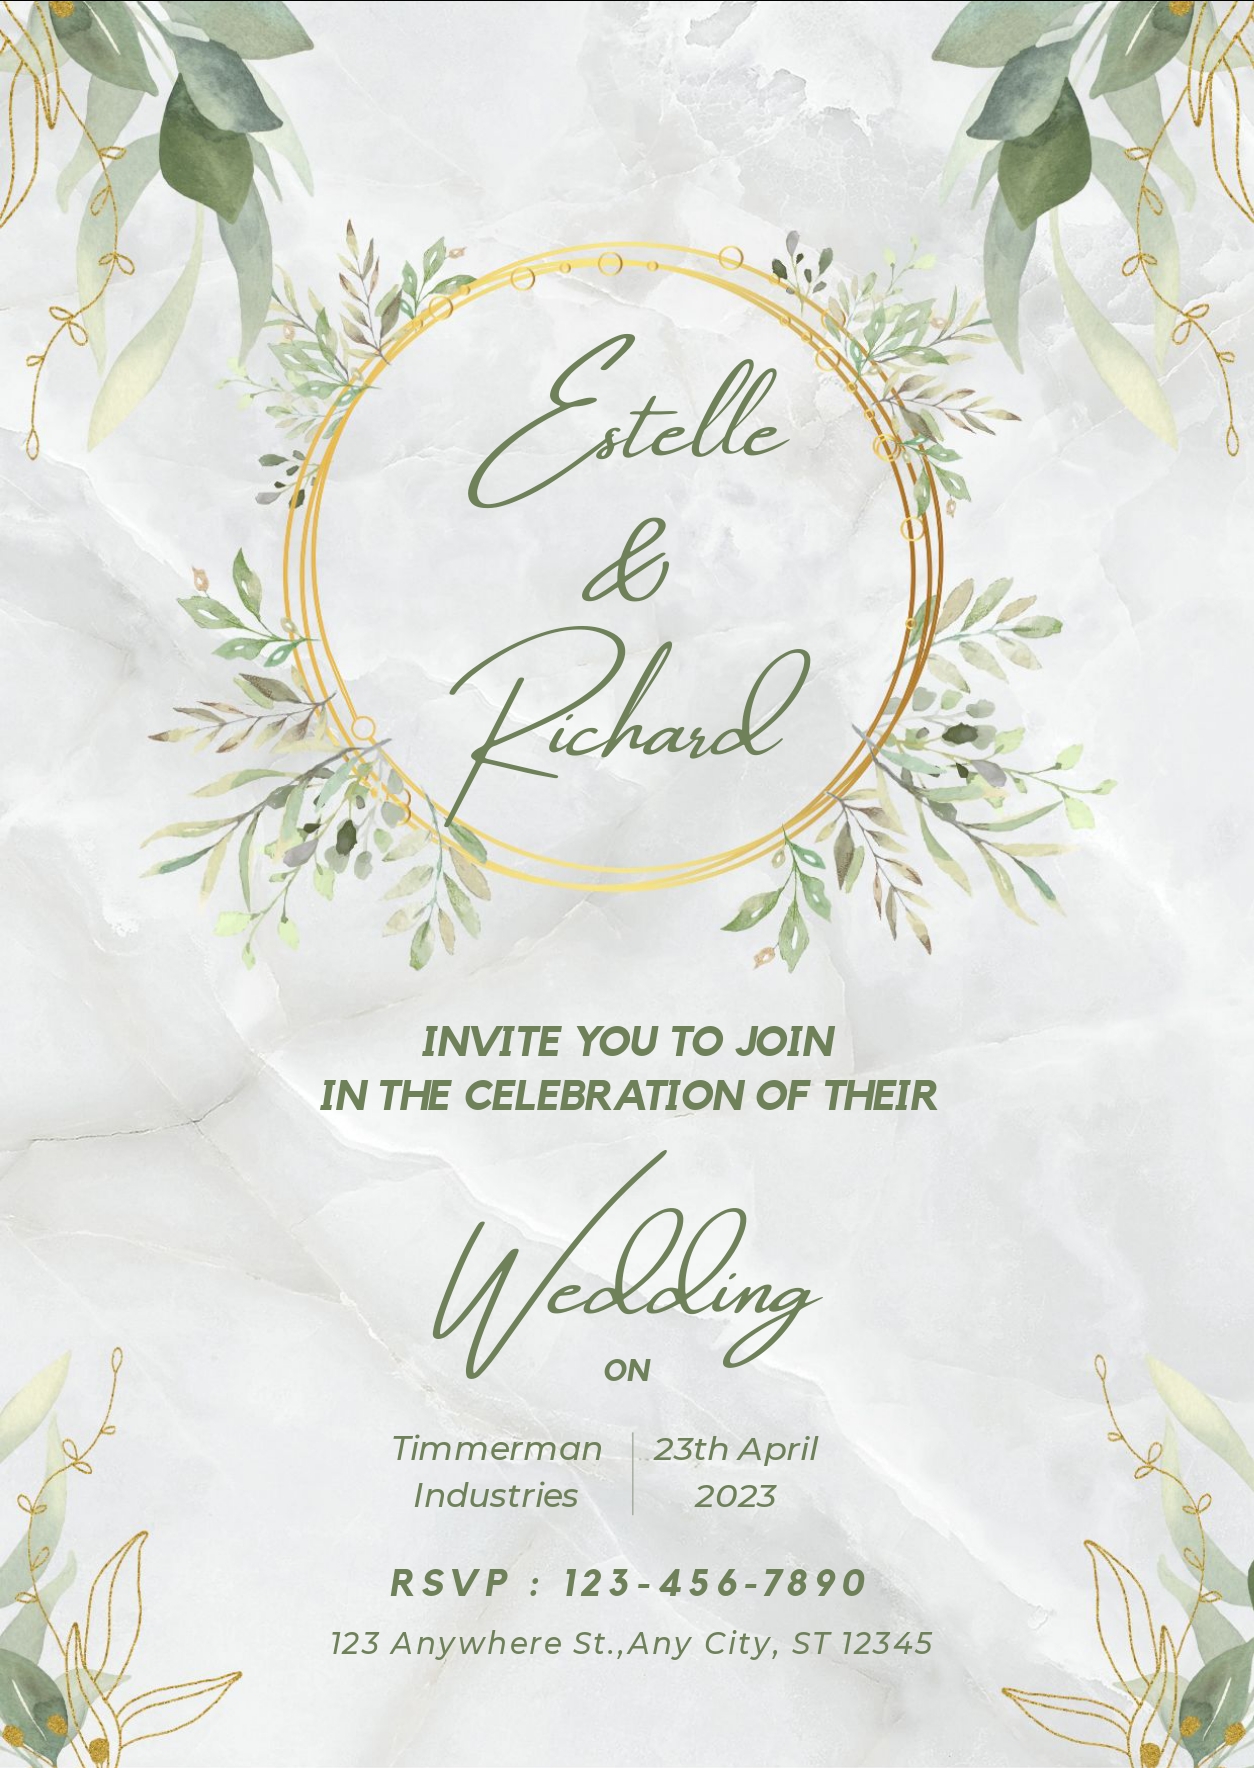 Estelle
&
Richard
INVITE YOU TO JOIN
IN THE CELEBRATION OF THEIR
Wedding
ON
Timmerman
Industries
23th April
2023
RSVP : 123-456-7890
123 Anywhere St.,Any City, ST 12345